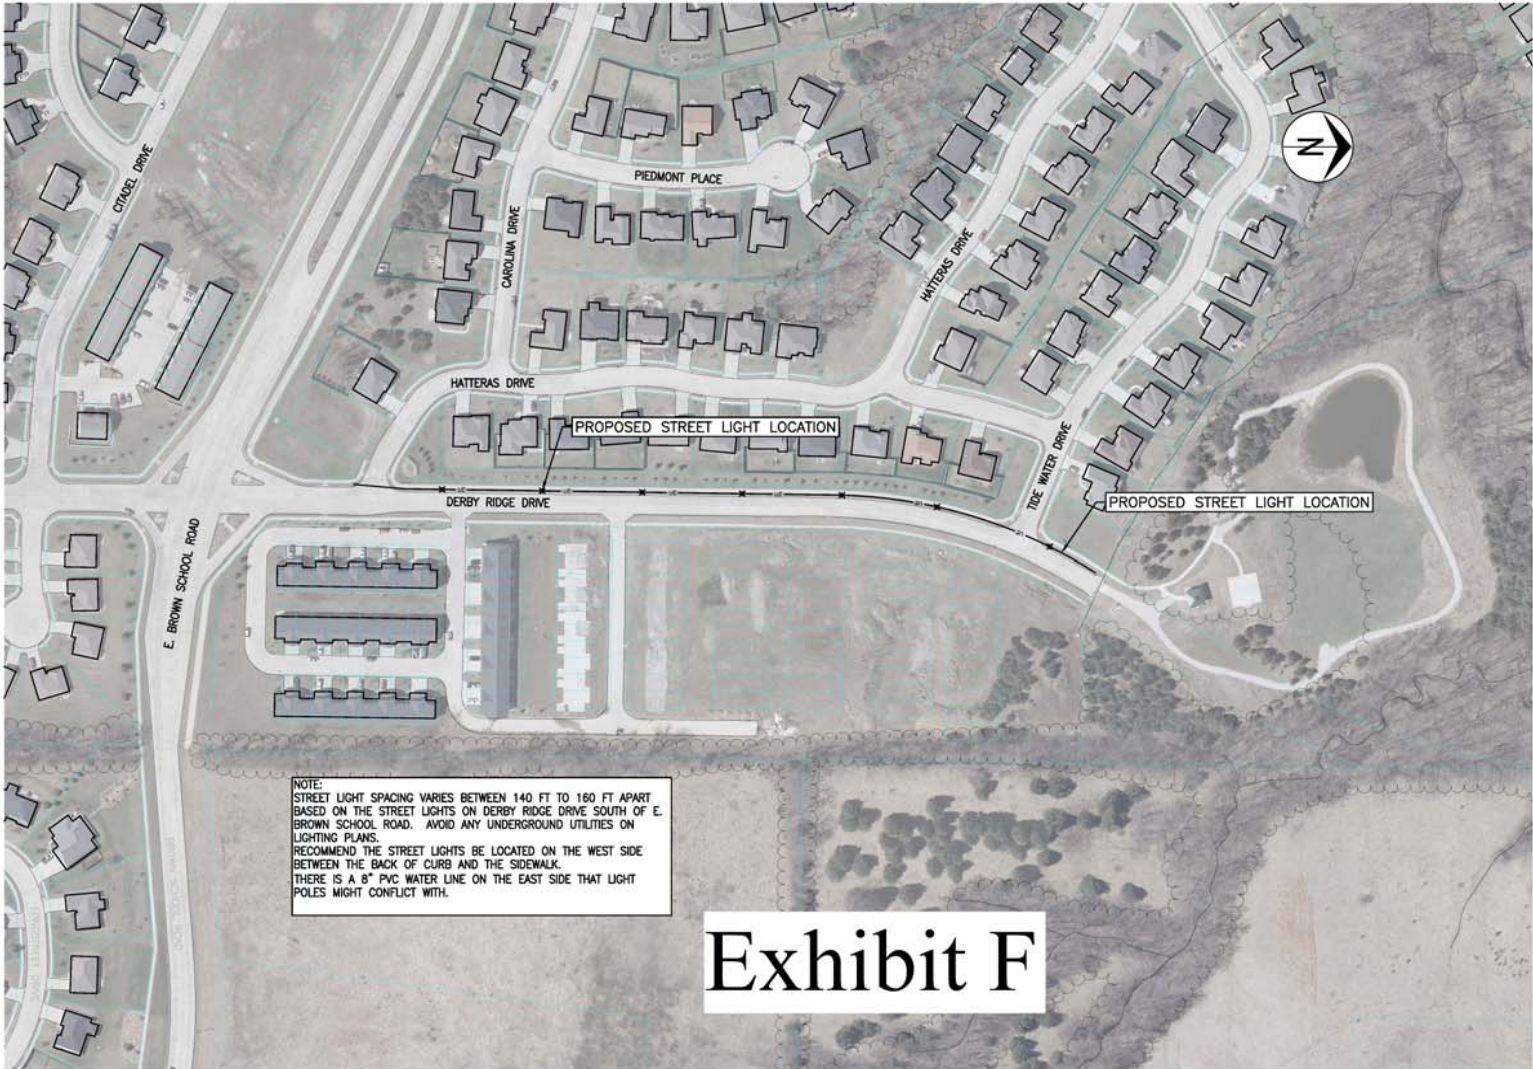 CITADEL DRIVE
PIEDMONT PLACE
CAROLINA DRIVE
HATTERAS DRIVE
N
HATTERAS DRIVE
PROPOSED STREET LIGHT LOCATION
TIDE WATER DRIVE
PROPOSED STREET LIGHT LOCATION
DERBY RIDGE DRIVE
E. BROWN SCHOOL ROAD
NOTE:
STREET LIGHT SPACING VARIES BETWEEN 140 FT TO 160 FT APART
BASED ON THE STREET LIGHTS ON DERBY RIDGE DRIVE SOUTH OF E.
BROWN SCHOOL ROAD. AVOID ANY UNDERGROUND UTILITIES ON
LIGHTING PLANS.
RECOMMEND THE STREET LIGHTS BE LOCATED ON THE WEST SIDE
BETWEEN THE BACK OF CURB AND THE SIDEWALK.
THERE IS A 8" PVC WATER LINE ON THE EAST SIDE THAT LIGHT
POLES MIGHT CONFLICT WITH.
Exhibit F